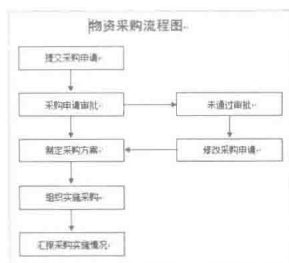 物资采购流程图
提交采购申请
采购申请审批
未通过审批
制定采购方案
修改采购申请
组织实施采购
汇报采购实施情况